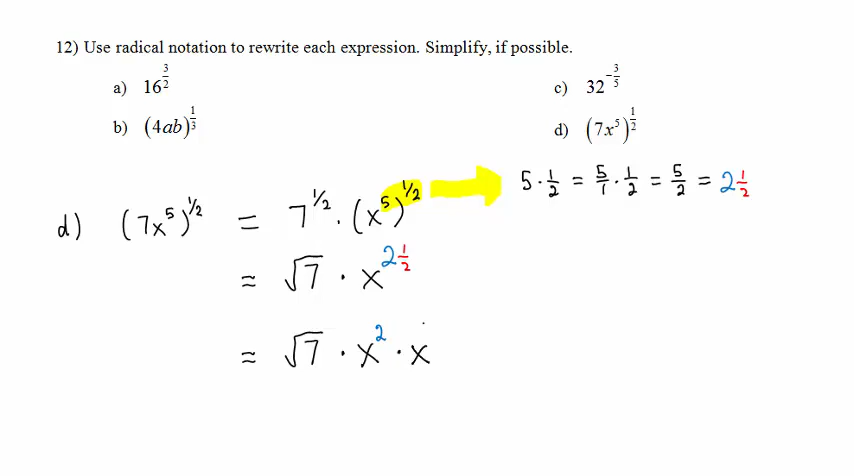 12) Use radical notation to rewrite each expression. Simplify, if possible.
a) 16^(3/2)
c) 32^(-3/5)
b) (4ab)^(1/3)
d) (7x^5)^(1/2)
5 · 1/2 = 5/1 · 1/2 = 5/2 = 2 1/2
d) (7x^5)^(1/2) = 7^(1/2) · (x^5)^(1/2)
= √7 · x^(2 1/2)
= √7 · x^2 · x